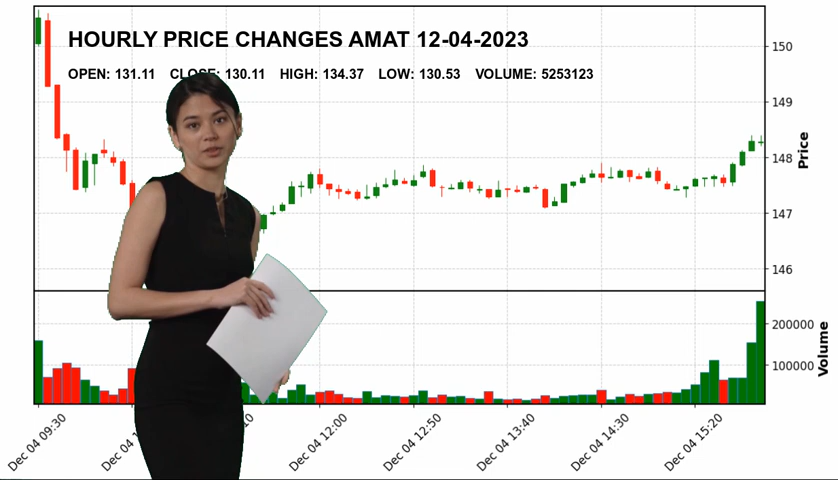 HOURLY PRICE CHANGES AMAT 12-04-2023
OPEN: 131.11 CLOSE: 130.11 HIGH: 134.37 LOW: 130.53 VOLUME: 5253123
150
149
148
147
146
Price
200000
100000
Volume
Dec 04 09:30
Dec 04
Dec 04 12:00
Dec 04 12:50
Dec 04 13:40
Dec 04 14:30
Dec 04 15:20